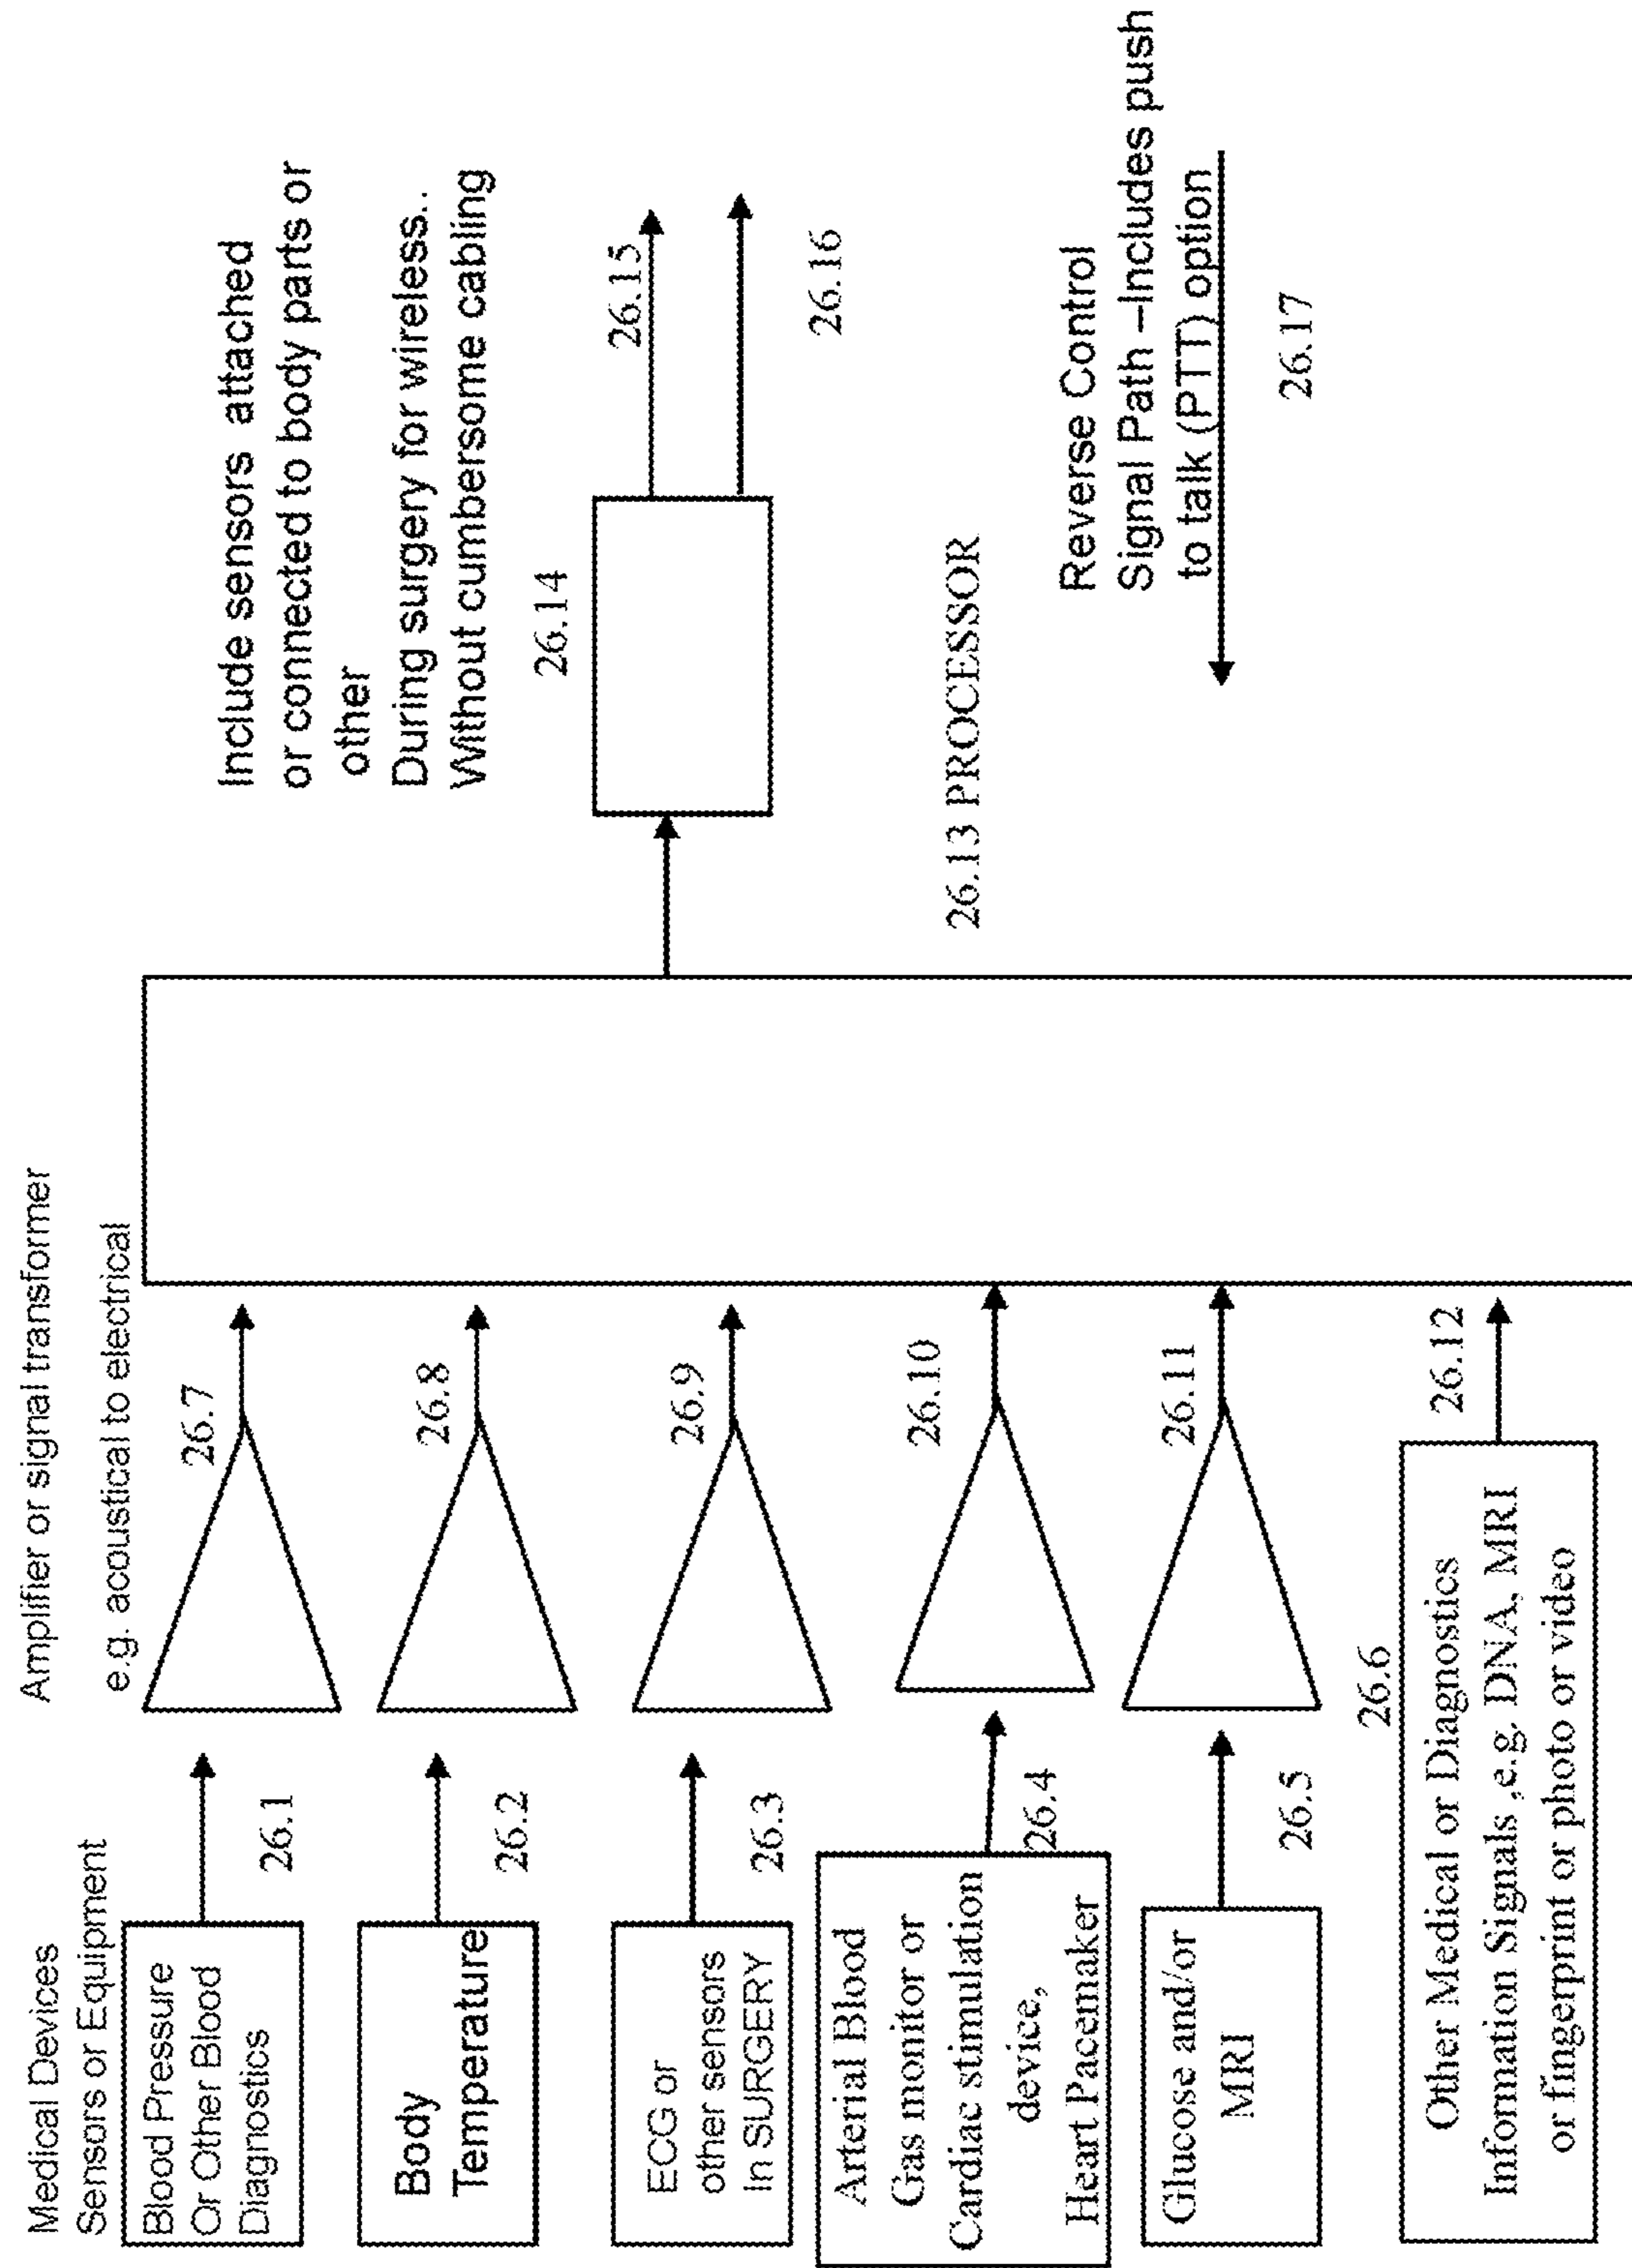 Medical Devices
Sensors or Equipment
Amplifier or signal transformer
e.g. acoustical to electrical
Blood Pressure
Or Other Blood
Diagnostics
26.1
26.7
Body
Temperature
26.2
26.8
ECG or
other sensors
In SURGERY
26.3
26.9
Arterial Blood
Gas monitor or
Cardiac stimulation
device,
Heart Pacemaker
26.4
26.10
Glucose and/or
MRI
26.5
26.11
26.6
Other Medical or Diagnostics
Information Signals ,e.g. DNA, MRI
or fingerprint or photo or video
26.12
Include sensors attached
or connected to body parts or
other
During surgery for wireless..
Without cumbersome cabling
26.14
26.15
26.16
26.13 PROCESSOR
Reverse Control
Signal Path –Includes push
to talk (PTT) option
26.17